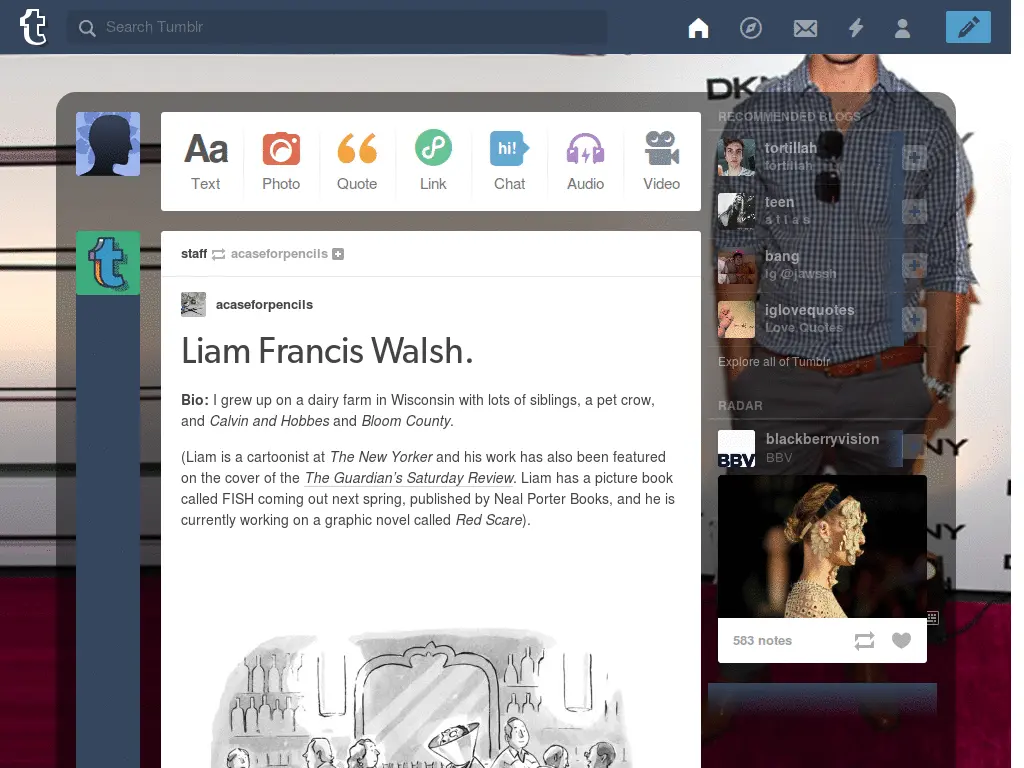 t
Search Tumblr
DKNY
Aa
Text
Photo
Quote
Link
hi!
Chat
Audio
Video
t
staff acaseforpencils
acaseforpencils
Liam Francis Walsh.
Bio: I grew up on a dairy farm in Wisconsin with lots of siblings, a pet crow,
and Calvin and Hobbes and Bloom County.
(Liam is a cartoonist at The New Yorker and his work has also been featured
on the cover of the The Guardian’s Saturday Review. Liam has a picture book
called FISH coming out next spring, published by Neal Porter Books, and he is
currently working on a graphic novel called Red Scare).
RECOMMENDED BLOGS
tortillah
tortillah
teen
a t l a s
bang
ig @jawssh
iglovequotes
Love Quotes
Explore all of Tumblr
RADAR
BBV
blackberryvision
BBV
583 notes